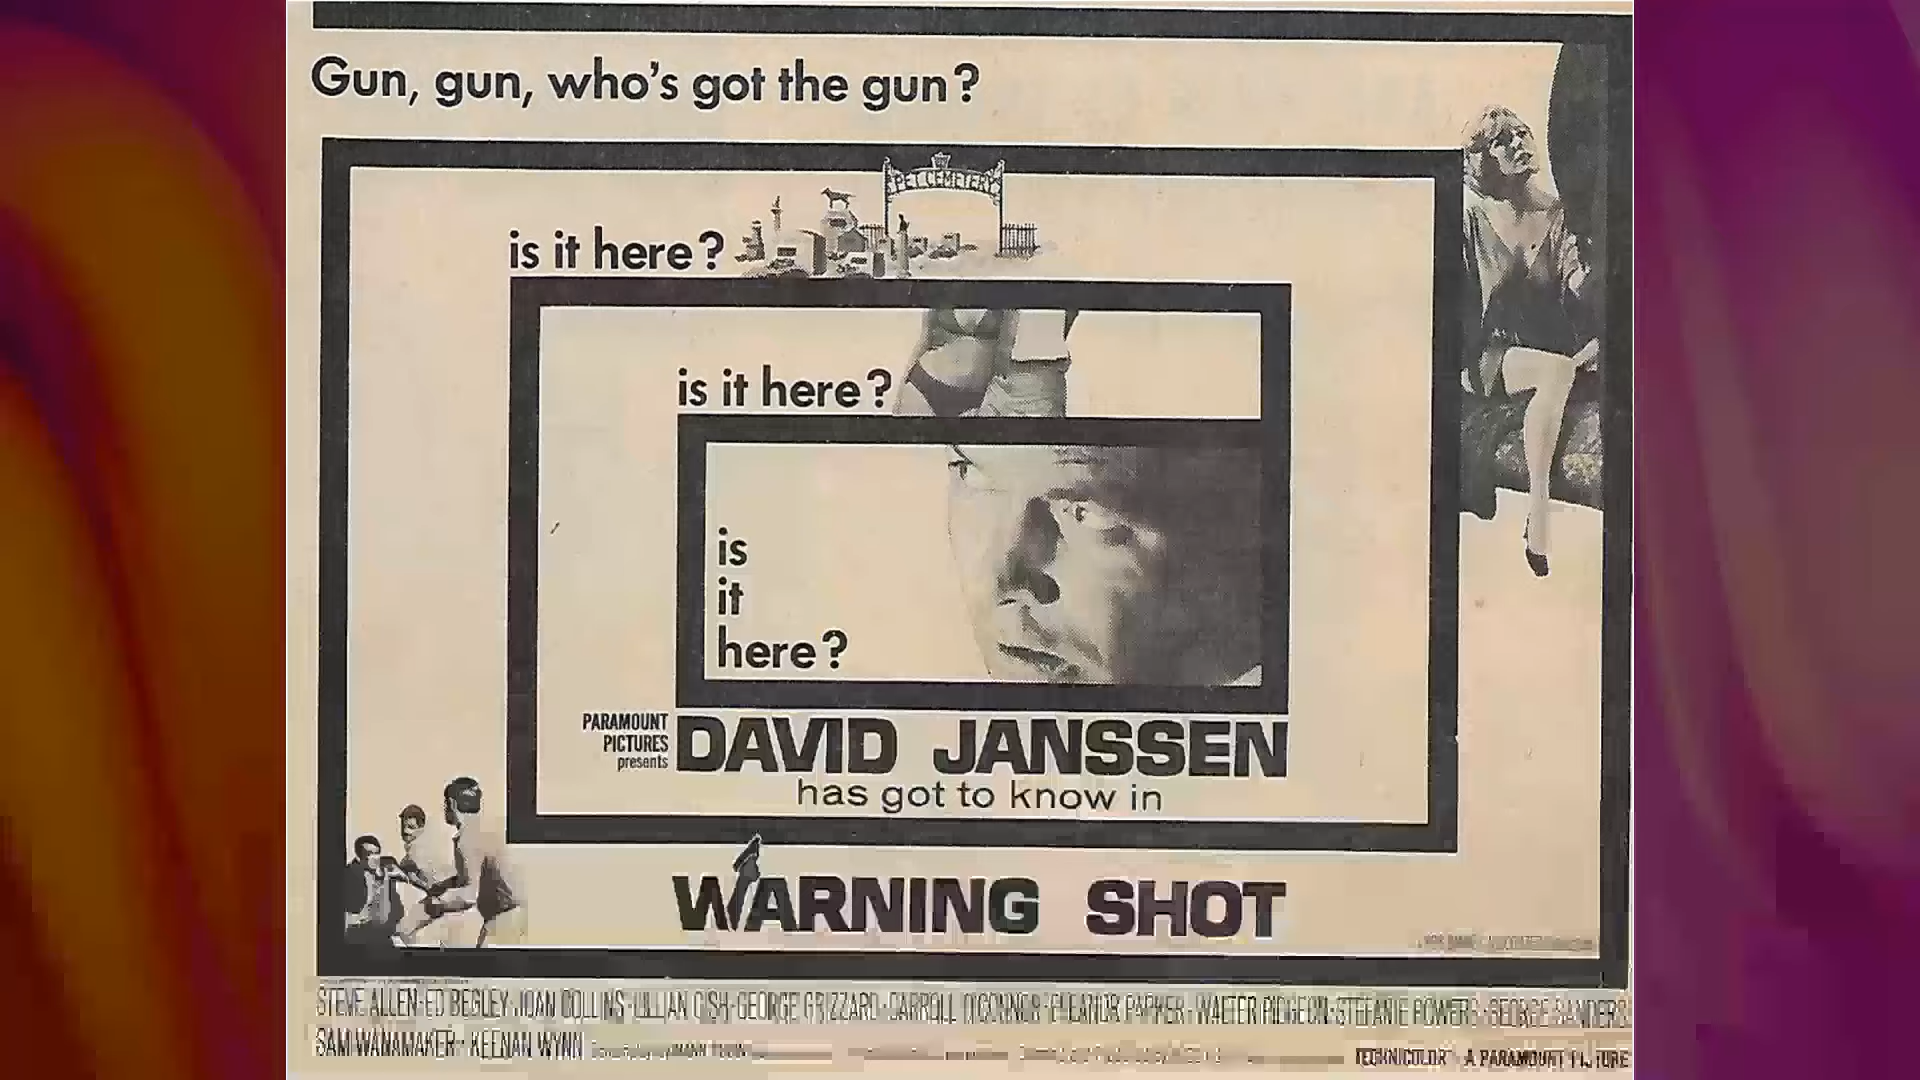 Gun, gun, who's got the gun?
PET CEMETERY
is it here?
is it here?
is
it
here?
PARAMOUNT
PICTURES
presents
DAVID JANSSEN
has got to know in
WARNING SHOT
STEVE ALLEN · ED BEGLEY · JOAN COLLINS · LILLIAN GISH · GEORGE GRIZZARD · CARROLL O'CONNOR · ELEANOR PARKER · WALTER PIDGEON · STEFANIE POWERS · GEORGE SANDERS
SAM WANAMAKER · KEENAN WYNN
TECHNICOLOR® A PARAMOUNT PICTURE